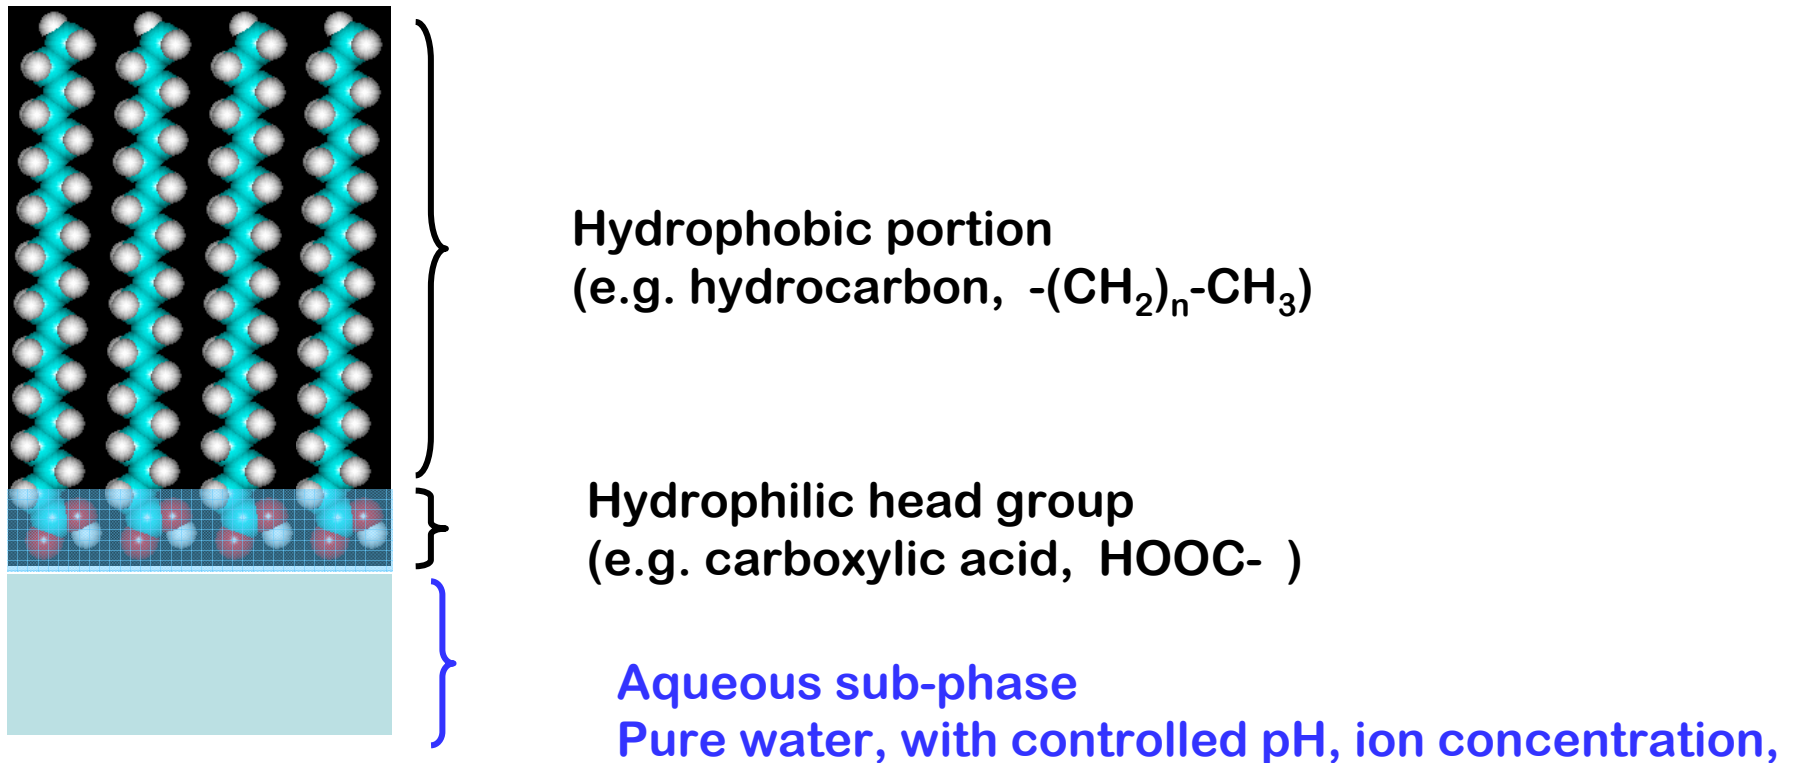 Hydrophobic portion
(e.g. hydrocarbon, -(CH₂)ₙ-CH₃)
Hydrophilic head group
(e.g. carboxylic acid, HOOC- )
Aqueous sub-phase
Pure water, with controlled pH, ion concentration,